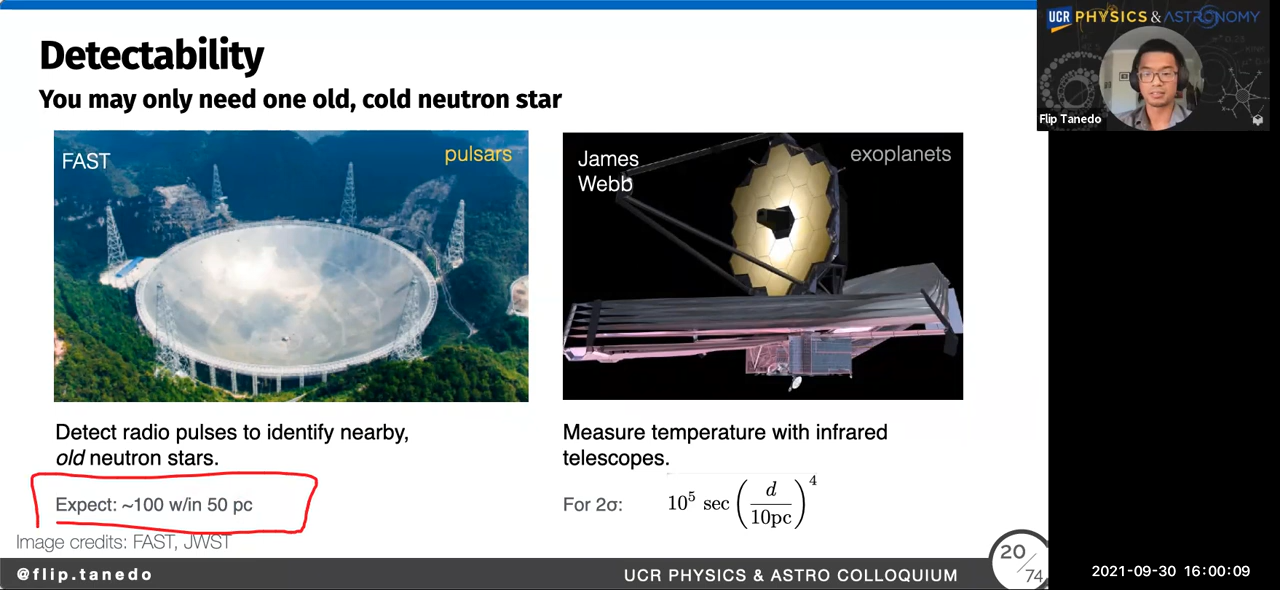 Detectability
You may only need one old, cold neutron star
FAST
pulsars
James
Webb
exoplanets
Detect radio pulses to identify nearby,
old neutron stars.
Expect: ~100 w/in 50 pc
Measure temperature with infrared
telescopes.
For 2σ: 10⁵ sec (d/10pc)⁴
Image credits: FAST, JWST
@flip.tanedo
UCR PHYSICS & ASTRO COLLOQUIUM
20/74
UCR PHYSICS & ASTRONOMY
Flip Tanedo
2021-09-30 16:00:09